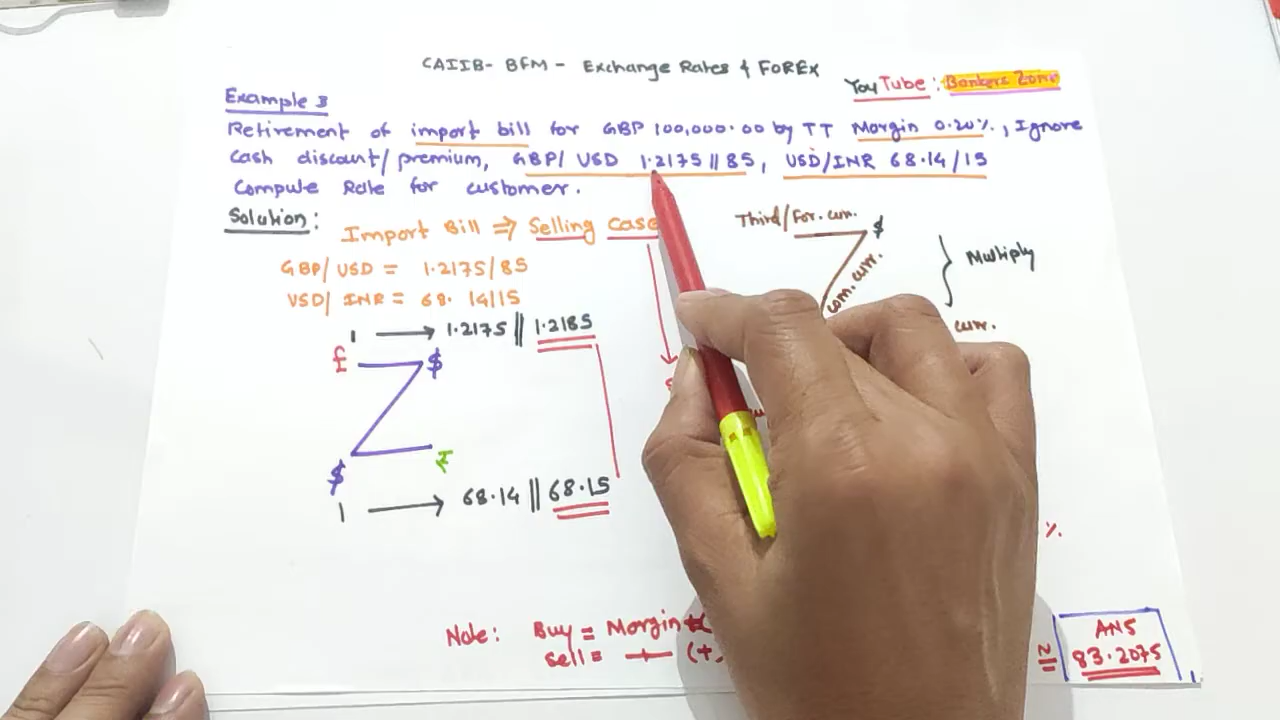 CAIIB- BFM - Exchange Rates & FOREX
YouTube: Bankers Zone
Example 3
Retirement of import bill for GBP 100,000.00 by TT Margin 0.20%, Ignore
Cash discount/premium, GBP/USD 1.2175 || 85, USD/INR 68.14/15
Compute Rate for customer.
Solution:
Import Bill ⇒ Selling Case
GBP/USD = 1.2175/85
USD/INR = 68.14/15
1 → 1.2175 || 1.2185
£ $
$ ₹
1 → 68.14 || 68.15
Third/For. curr. $
com. curr.
} Multiply
curr.
%.
Note: Buy = Margin
Sell = (+
≅ ANS
83.2075